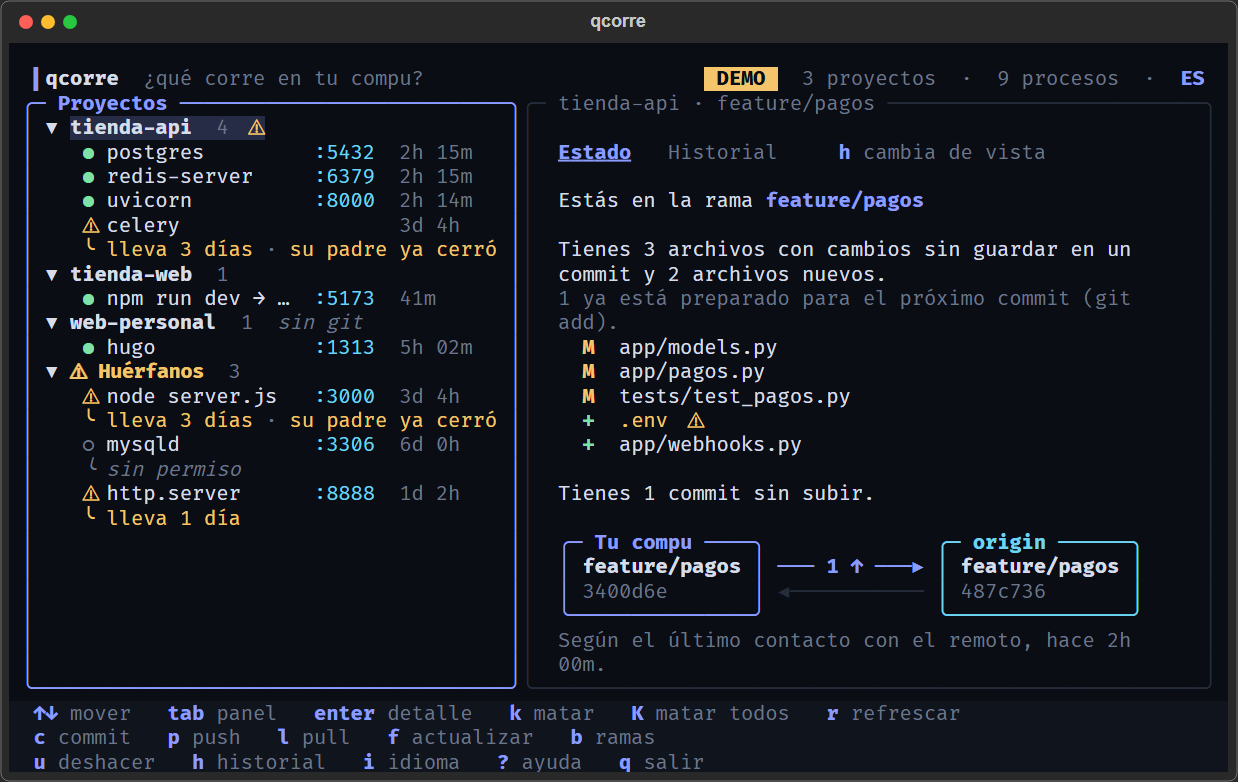 qcorre
qcorre ¿qué corre en tu compu? DEMO 3 proyectos · 9 procesos · ES
Proyectos
▼ tienda-api 4 ⚠
● postgres :5432 2h 15m
● redis-server :6379 2h 15m
● uvicorn :8000 2h 14m
⚠ celery 3d 4h
╰ lleva 3 días · su padre ya cerró
▼ tienda-web 1
● npm run dev → … :5173 41m
▼ web-personal 1 sin git
● hugo :1313 5h 02m
▼ ⚠ Huérfanos 3
⚠ node server.js :3000 3d 4h
╰ lleva 3 días · su padre ya cerró
○ mysqld :3306 6d 0h
╰ sin permiso
⚠ http.server :8888 1d 2h
╰ lleva 1 día
tienda-api · feature/pagos
Estado Historial h cambia de vista
Estás en la rama feature/pagos
Tienes 3 archivos con cambios sin guardar en un
commit y 2 archivos nuevos.
1 ya está preparado para el próximo commit (git
add).
M app/models.py
M app/pagos.py
M tests/test_pagos.py
+ .env ⚠
+ app/webhooks.py
Tienes 1 commit sin subir.
Tu compu
feature/pagos
3400d6e
1 ↑
origin
feature/pagos
487c736
Según el último contacto con el remoto, hace 2h
00m.
↑↓ mover tab panel enter detalle k matar K matar todos r refrescar
c commit p push l pull f actualizar b ramas
u deshacer h historial i idioma ? ayuda q salir